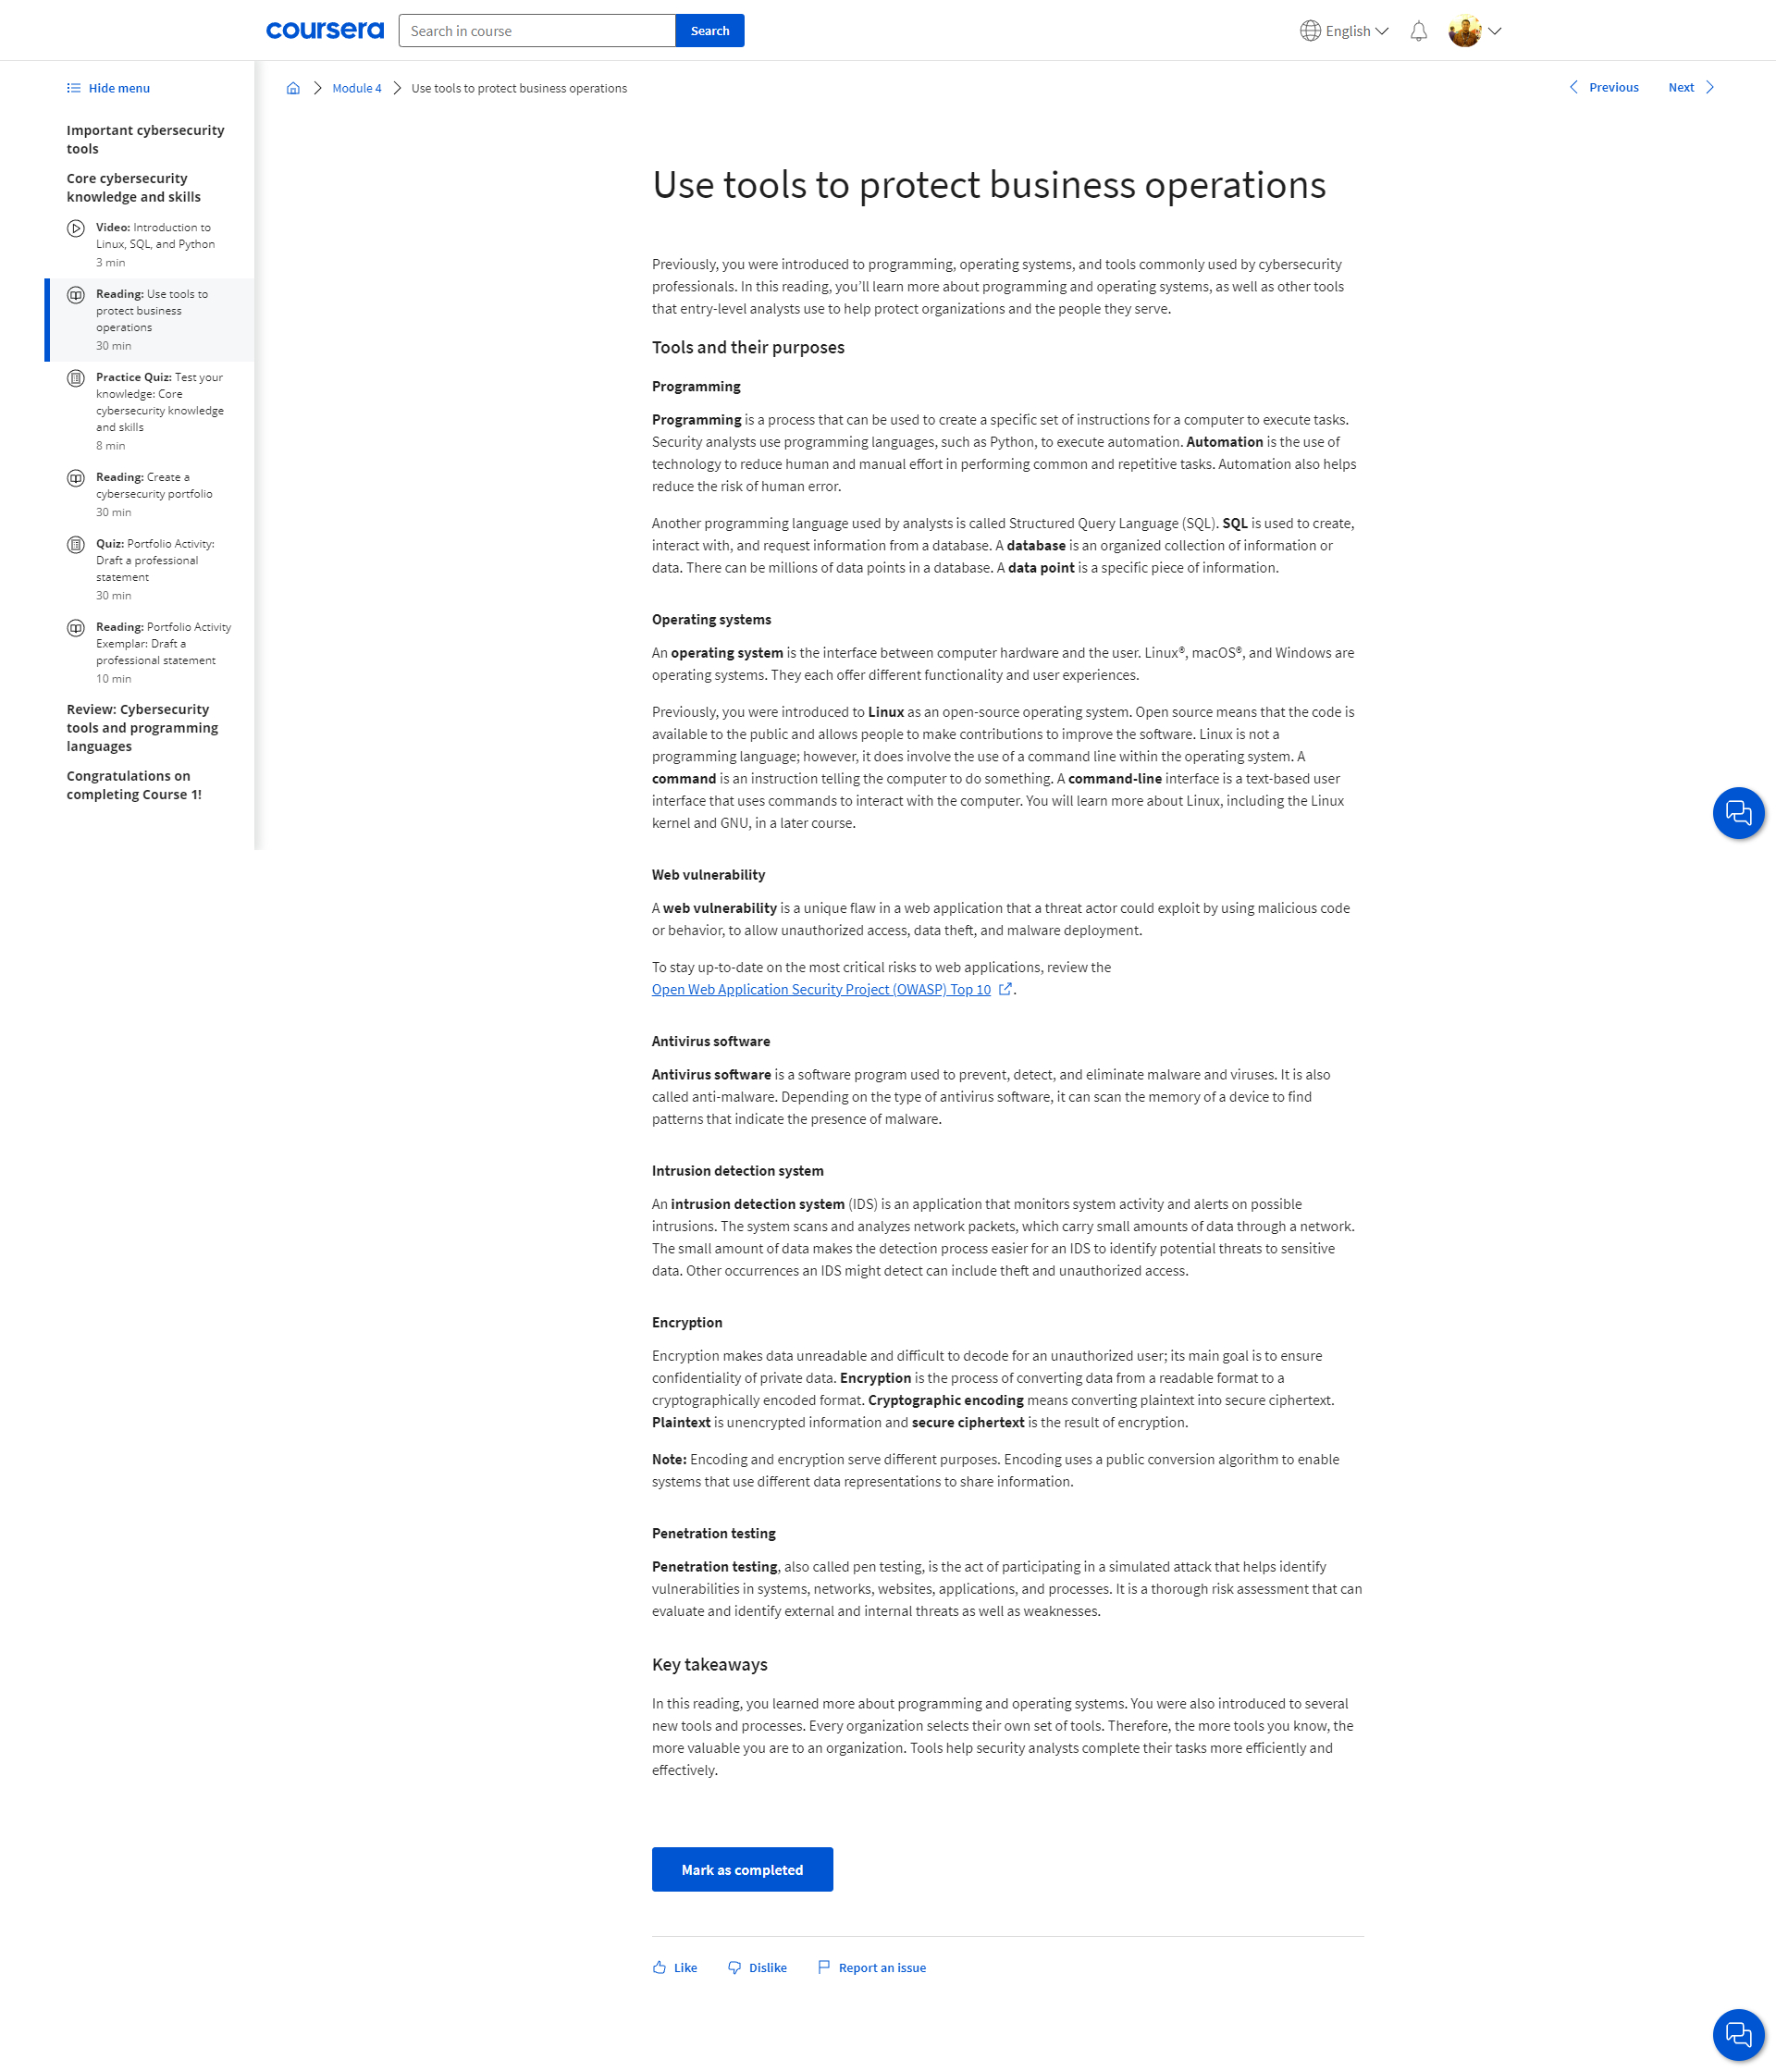 coursera
Search in course
Search
English
Hide menu
Important cybersecurity
tools
Core cybersecurity
knowledge and skills
Video: Introduction to
Linux, SQL, and Python
3 min
Reading: Use tools to
protect business
operations
30 min
Practice Quiz: Test your
knowledge: Core
cybersecurity knowledge
and skills
8 min
Reading: Create a
cybersecurity portfolio
30 min
Quiz: Portfolio Activity:
Draft a professional
statement
30 min
Reading: Portfolio Activity
Exemplar: Draft a
professional statement
10 min
Review: Cybersecurity
tools and programming
languages
Congratulations on
completing Course 1!
Module 4
Use tools to protect business operations
Previous
Next
Use tools to protect business operations
Previously, you were introduced to programming, operating systems, and tools commonly used by cybersecurity
professionals. In this reading, you’ll learn more about programming and operating systems, as well as other tools
that entry-level analysts use to help protect organizations and the people they serve.
Tools and their purposes
Programming
Programming is a process that can be used to create a specific set of instructions for a computer to execute tasks.
Security analysts use programming languages, such as Python, to execute automation. Automation is the use of
technology to reduce human and manual effort in performing common and repetitive tasks. Automation also helps
reduce the risk of human error.
Another programming language used by analysts is called Structured Query Language (SQL). SQL is used to create,
interact with, and request information from a database. A database is an organized collection of information or
data. There can be millions of data points in a database. A data point is a specific piece of information.
Operating systems
An operating system is the interface between computer hardware and the user. Linux®, macOS®, and Windows are
operating systems. They each offer different functionality and user experiences.
Previously, you were introduced to Linux as an open-source operating system. Open source means that the code is
available to the public and allows people to make contributions to improve the software. Linux is not a
programming language; however, it does involve the use of a command line within the operating system. A
command is an instruction telling the computer to do something. A command-line interface is a text-based user
interface that uses commands to interact with the computer. You will learn more about Linux, including the Linux
kernel and GNU, in a later course.
Web vulnerability
A web vulnerability is a unique flaw in a web application that a threat actor could exploit by using malicious code
or behavior, to allow unauthorized access, data theft, and malware deployment.
To stay up-to-date on the most critical risks to web applications, review the
Open Web Application Security Project (OWASP) Top 10 .
Antivirus software
Antivirus software is a software program used to prevent, detect, and eliminate malware and viruses. It is also
called anti-malware. Depending on the type of antivirus software, it can scan the memory of a device to find
patterns that indicate the presence of malware.
Intrusion detection system
An intrusion detection system (IDS) is an application that monitors system activity and alerts on possible
intrusions. The system scans and analyzes network packets, which carry small amounts of data through a network.
The small amount of data makes the detection process easier for an IDS to identify potential threats to sensitive
data. Other occurrences an IDS might detect can include theft and unauthorized access.
Encryption
Encryption makes data unreadable and difficult to decode for an unauthorized user; its main goal is to ensure
confidentiality of private data. Encryption is the process of converting data from a readable format to a
cryptographically encoded format. Cryptographic encoding means converting plaintext into secure ciphertext.
Plaintext is unencrypted information and secure ciphertext is the result of encryption.
Note: Encoding and encryption serve different purposes. Encoding uses a public conversion algorithm to enable
systems that use different data representations to share information.
Penetration testing
Penetration testing, also called pen testing, is the act of participating in a simulated attack that helps identify
vulnerabilities in systems, networks, websites, applications, and processes. It is a thorough risk assessment that can
evaluate and identify external and internal threats as well as weaknesses.
Key takeaways
In this reading, you learned more about programming and operating systems. You were also introduced to several
new tools and processes. Every organization selects their own set of tools. Therefore, the more tools you know, the
more valuable you are to an organization. Tools help security analysts complete their tasks more efficiently and
effectively.
Mark as completed
Like
Dislike
Report an issue